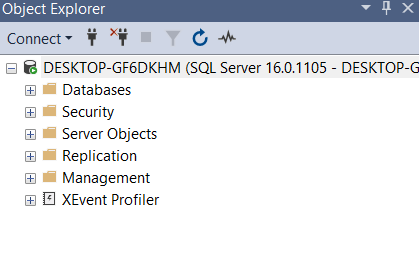 Object Explorer
Connect
DESKTOP-GF6DKHM (SQL Server 16.0.1105 - DESKTOP-G
Databases
Security
Server Objects
Replication
Management
XEvent Profiler